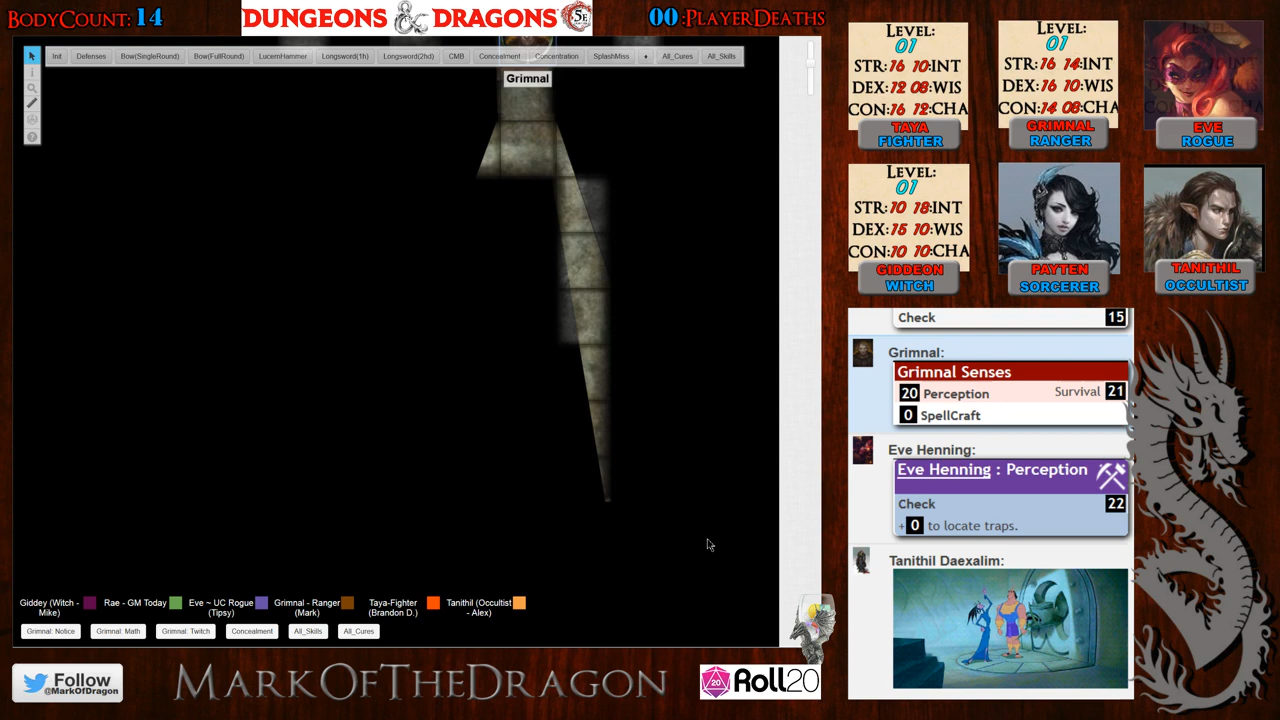 BodyCount: 14
DUNGEONS & DRAGONS 5E
00 :PlayerDeaths
Init Defenses Bow(SingleRound) Bow(FullRound) LucernHammer Longsword(1h) Longsword(2hd) CMB Concealment Concentration SplashMiss ♦ All_Cures All_Skills
Grimnal
Giddey (Witch - Mike)
Rae - GM Today
Eve ~ UC Rogue (Tipsy)
Grimnal - Ranger (Mark)
Taya-Fighter (Brandon D.)
Tanithil (Occultist - Alex)
Grimnal: Notice Grimnal: Math Grimnal: Twitch Concealment All_Skills All_Cures
Level: 01
STR: 16 10 :INT
DEX: 12 08 :WIS
CON: 16 12 :CHA
TAYA
FIGHTER
Level: 01
STR: 16 14 :INT
DEX: 16 10 :WIS
CON: 14 08 :CHA
GRIMNAL
RANGER
EVE
ROGUE
Level: 01
STR: 10 18 :INT
DEX: 15 10 :WIS
CON: 10 10 :CHA
GIDDEON
WITCH
PAYTEN
SORCERER
TANITHIL
OCCULTIST
Check 15
Grimnal:
Grimnal Senses
20 Perception Survival 21
0 SpellCraft
Eve Henning:
Eve Henning : Perception
Check 22
+ 0 to locate traps.
Tanithil Daexalim:
Follow
@MarkOfDragon
MarkOfTheDragon
20 Roll20